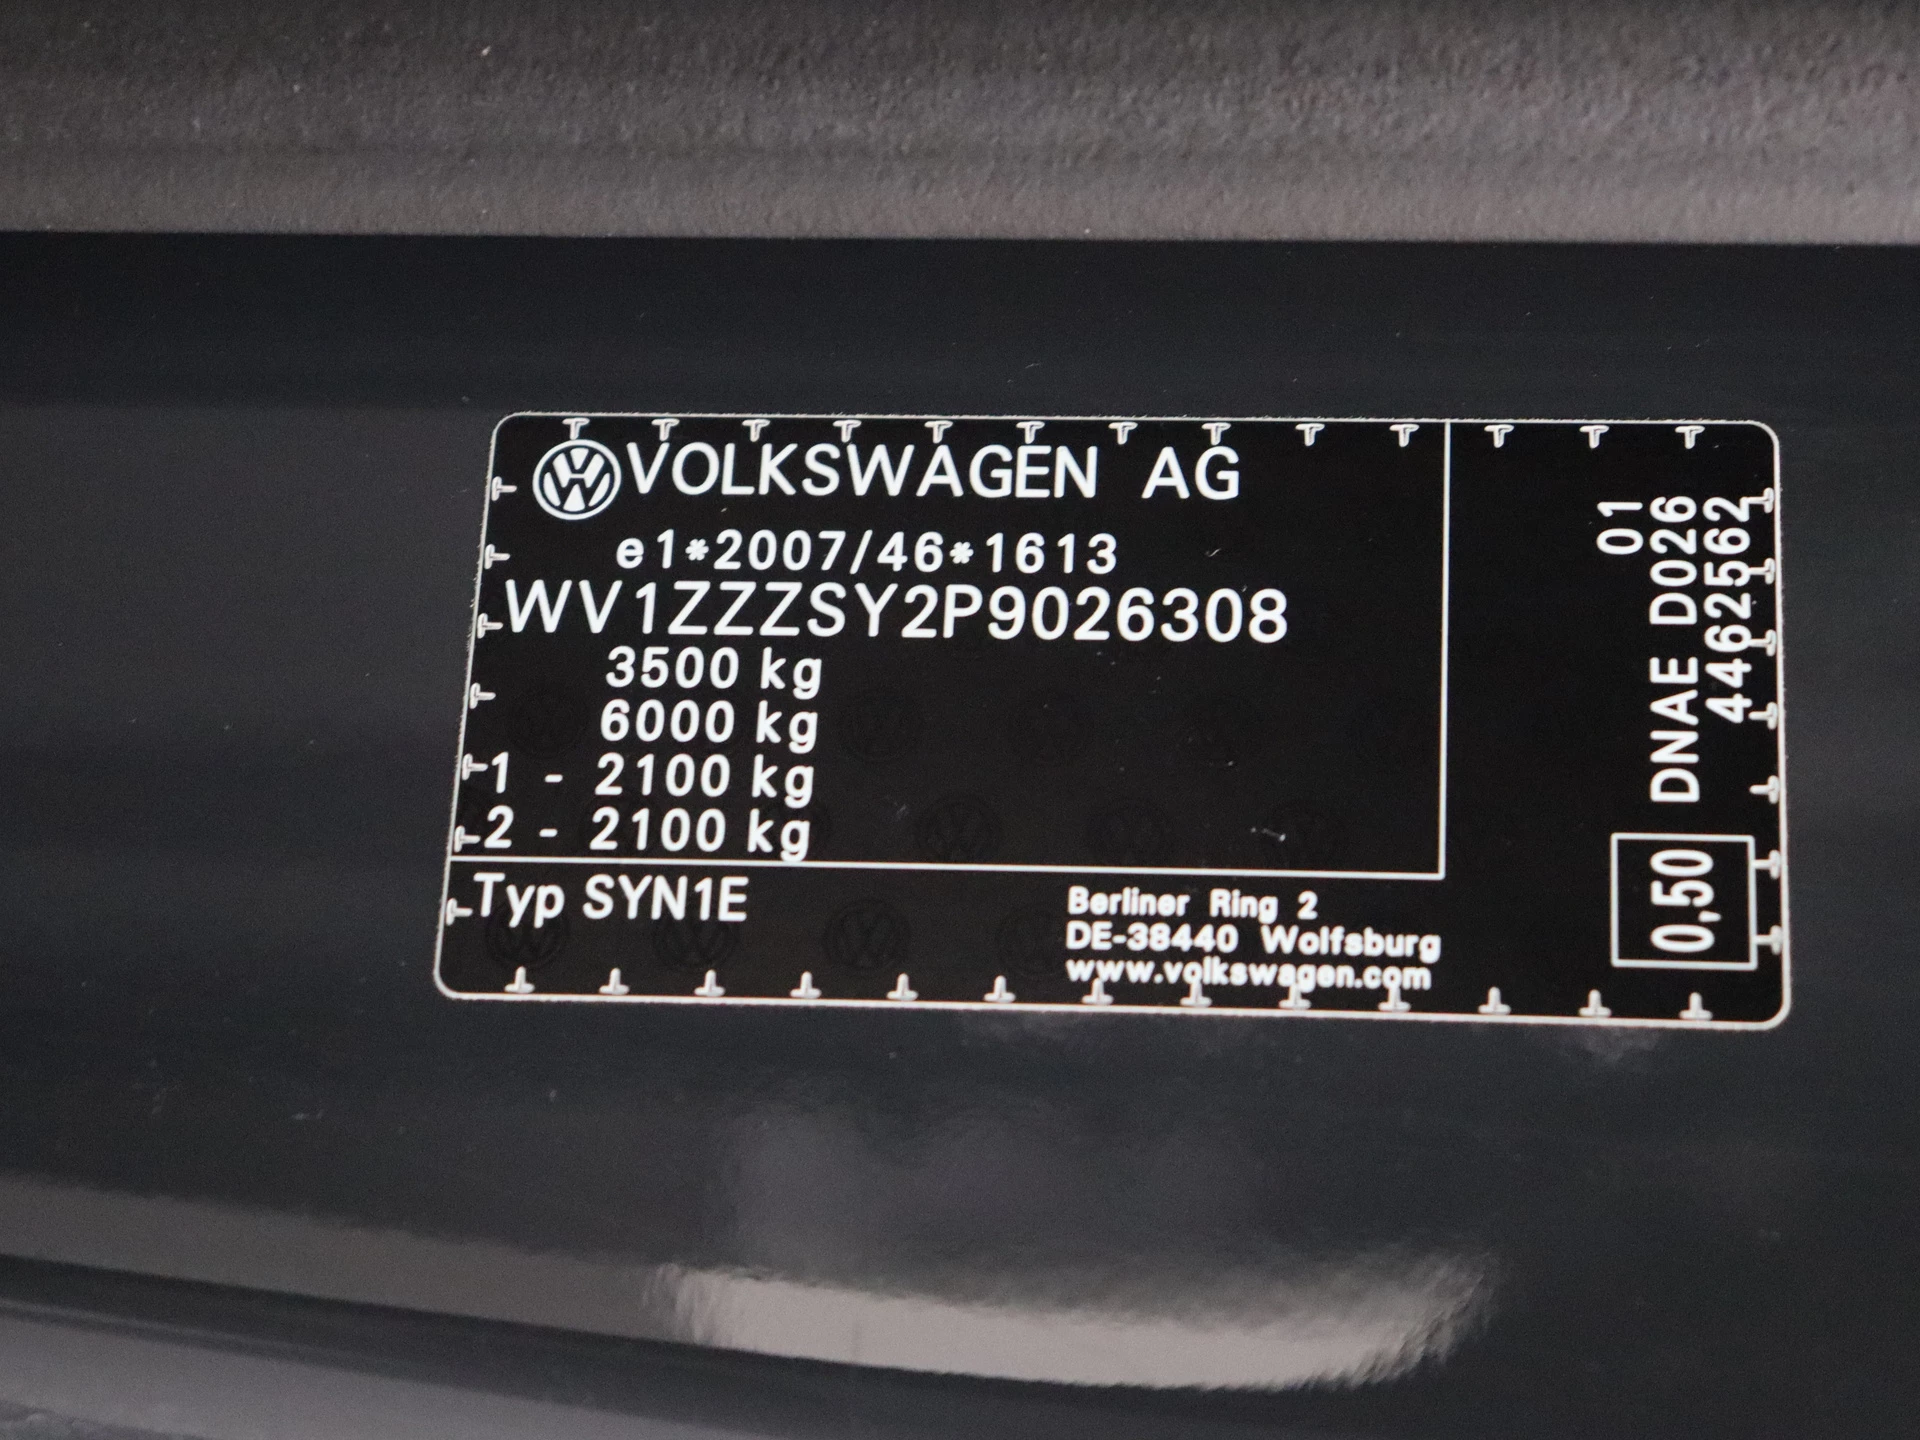 VOLKSWAGEN AG
e1*2007/46*1613
WV1ZZZSY2P9026308
3500 kg
6000 kg
1 - 2100 kg
2 - 2100 kg
Typ SYN1E
Berliner Ring 2
DE-38440 Wolfsburg
www.volkswagen.com
01
DNAE D026
44625562
0,50